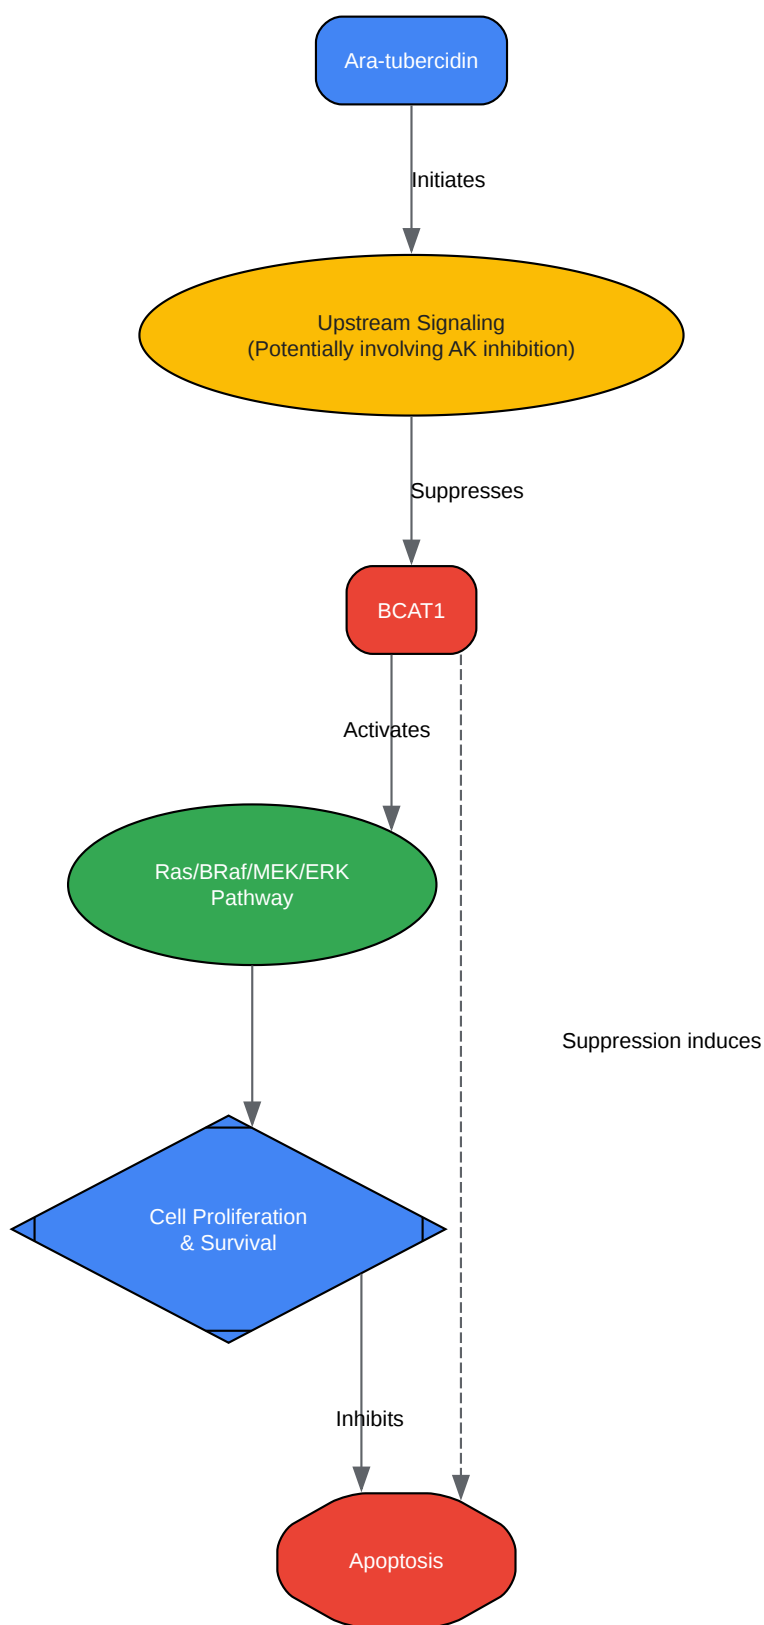 Ara-tubercidin
Initiates
Upstream Signaling
(Potentially involving AK inhibition)
Suppresses
BCAT1
Activates
Ras/BRaf/MEK/ERK
Pathway
Suppression induces
Cell Proliferation
& Survival
Inhibits
Apoptosis